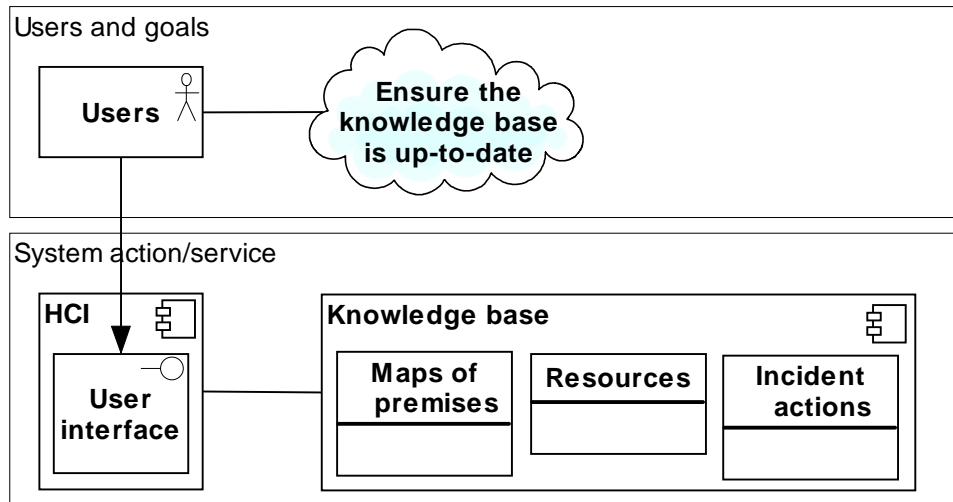 Users and goals
Users
Ensure the
knowledge base
is up-to-date
System action/service
HCI
User
interface
Knowledge base
Maps of
premises
Resources
Incident
actions